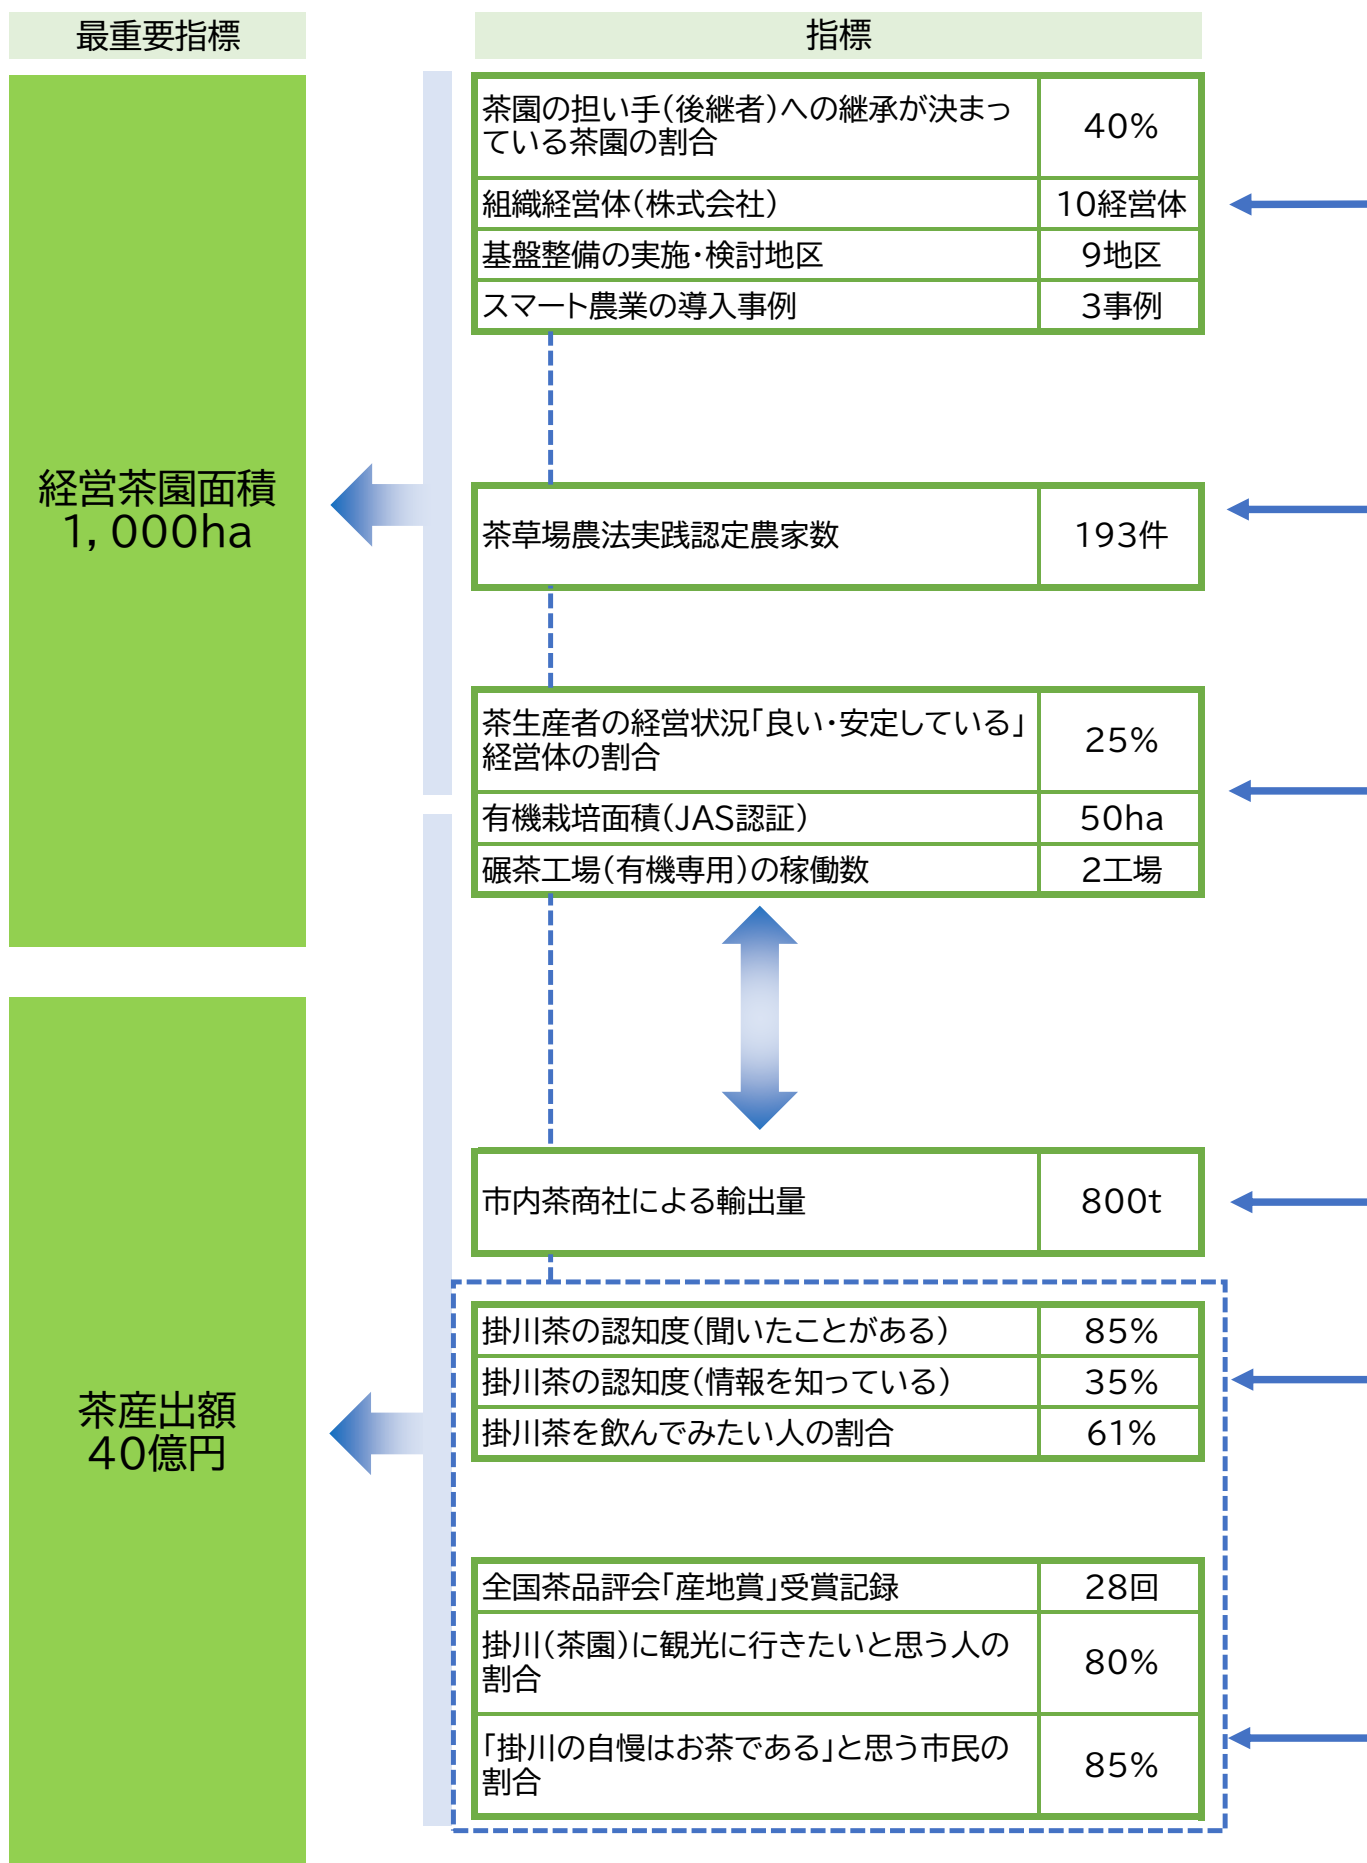 最重要指標
経営茶園面積
1，000ha
茶産出額
40億円
指標
茶園の担い手（後継者）への継承が決まっ
ている茶園の割合
40%
組織経営体（株式会社）
10経営体
基盤整備の実施・検討地区
9地区
スマート農業の導入事例
3事例
茶草場農法実践認定農家数
193件
茶生産者の経営状況「良い・安定している」
経営体の割合
25%
有機栽培面積（JAS認証）
50ha
碾茶工場（有機専用）の稼働数
2工場
市内茶商社による輸出量
800t
掛川茶の認知度（聞いたことがある）
85%
掛川茶の認知度（情報を知っている）
35%
掛川茶を飲んでみたい人の割合
61%
全国茶品評会「産地賞」受賞記録
28回
掛川（茶園）に観光に行きたいと思う人の
割合
80%
「掛川の自慢はお茶である」と思う市民の
割合
85%